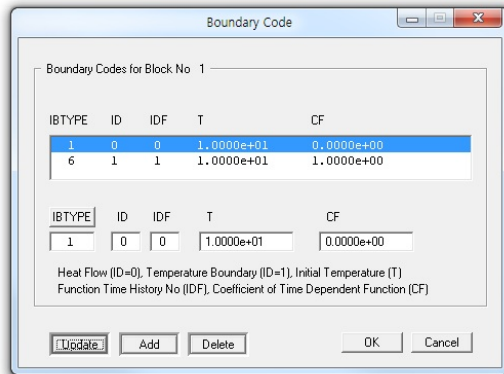 Boundary Code
Boundary Codes for Block No 1
IBTYPE ID IDF T CF
1 0 0 1.0000e+01 0.0000e+00
6 1 1 1.0000e+01 1.0000e+00
IBTYPE ID IDF T CF
1 0 0 1.0000e+01 0.0000e+00
Heat Flow (ID=0), Temperature Boundary (ID=1), Initial Temperature (T)
Function Time History No (IDF), Coefficient of Time Dependent Function (CF)
Update Add Delete OK Cancel